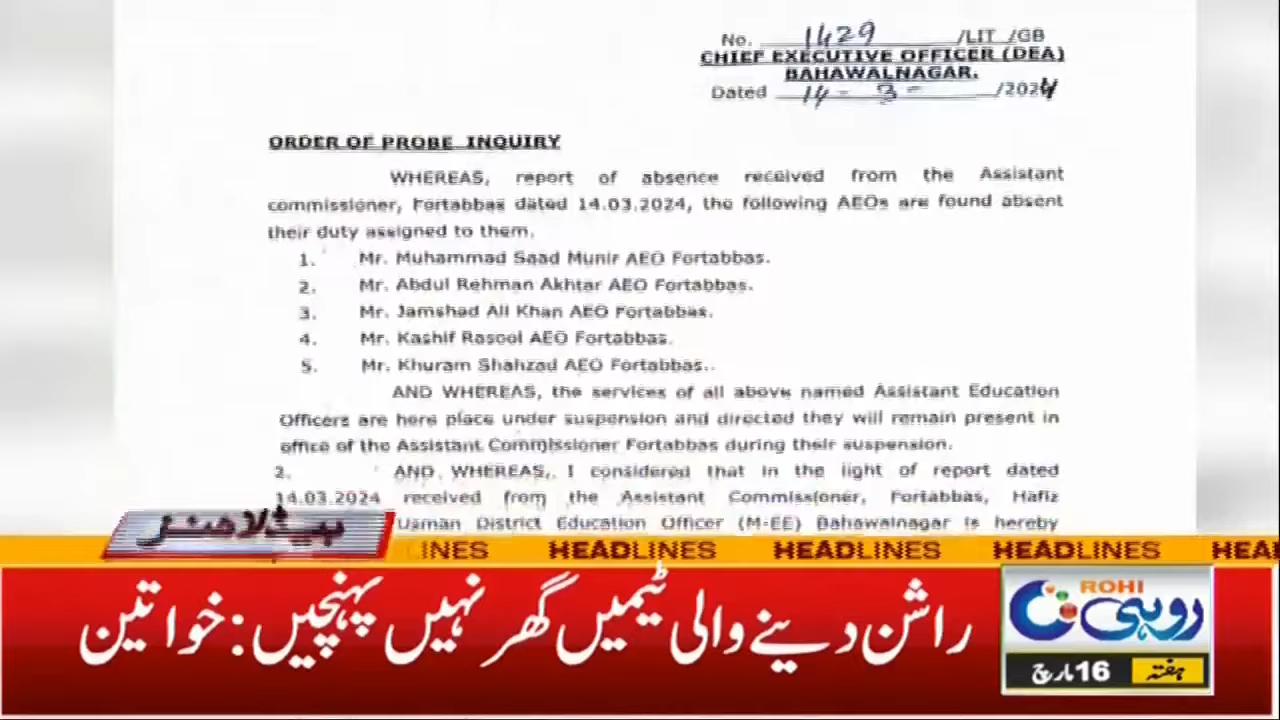 No. 1429 /LIT /GB
CHIEF EXECUTIVE OFFICER (DEA)
BAHAWALNAGAR.
Dated 14 - 3 - /2024
ORDER OF PROBE INQUIRY
WHEREAS, report of absence received from the Assistant
commissioner, Fortabbas dated 14.03.2024, the following AEOs are found absent
their duty assigned to them.
1. Mr. Muhammad Saad Munir AEO Fortabbas.
2. Mr. Abdul Rehman Akhtar AEO Fortabbas.
3. Mr. Jamshad Ali Khan AEO Fortabbas.
4. Mr. Kashif Rasool AEO Fortabbas.
5. Mr. Khuram Shahzad AEO Fortabbas..
AND WHEREAS, the services of all above named Assistant Education
Officers are here place under suspension and directed they will remain present in
office of the Assistant Commissioner Fortabbas during their suspension.
2. AND WHEREAS, I considered that in the light of report dated
14.03.2024 received from the Assistant Commissioner, Fortabbas, Hafiz
Usman District Education Officer (M-EE) Bahawalnagar is hereby
ہیڈلائنز
LINES HEADLINES HEADLINES HEADLINES HEA
راشن دینے والی ٹیمیں گھر نہیں پہنچیں: خواتین
ROHI
روہی
ہفتہ 16 مارچ